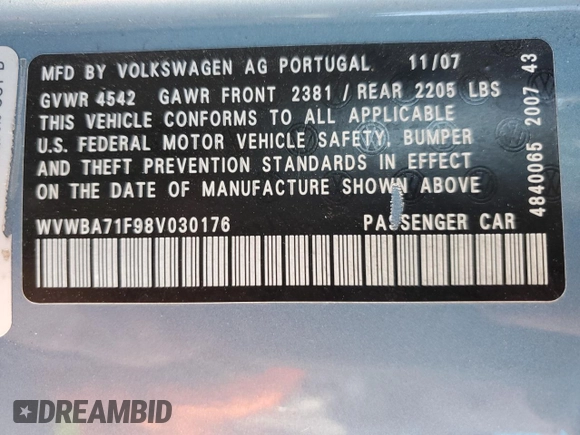 MFD BY VOLKSWAGEN AG PORTUGAL 11/07
GVWR 4542 GAWR FRONT 2381 / REAR 2205 LBS
THIS VEHICLE CONFORMS TO ALL APPLICABLE
U.S. FEDERAL MOTOR VEHICLE SAFETY, BUMPER
AND THEFT PREVENTION STANDARDS IN EFFECT
ON THE DATE OF MANUFACTURE SHOWN ABOVE
WVWBA71F98V030176 PASSENGER CAR
4840065 2007 43
DREAMBID